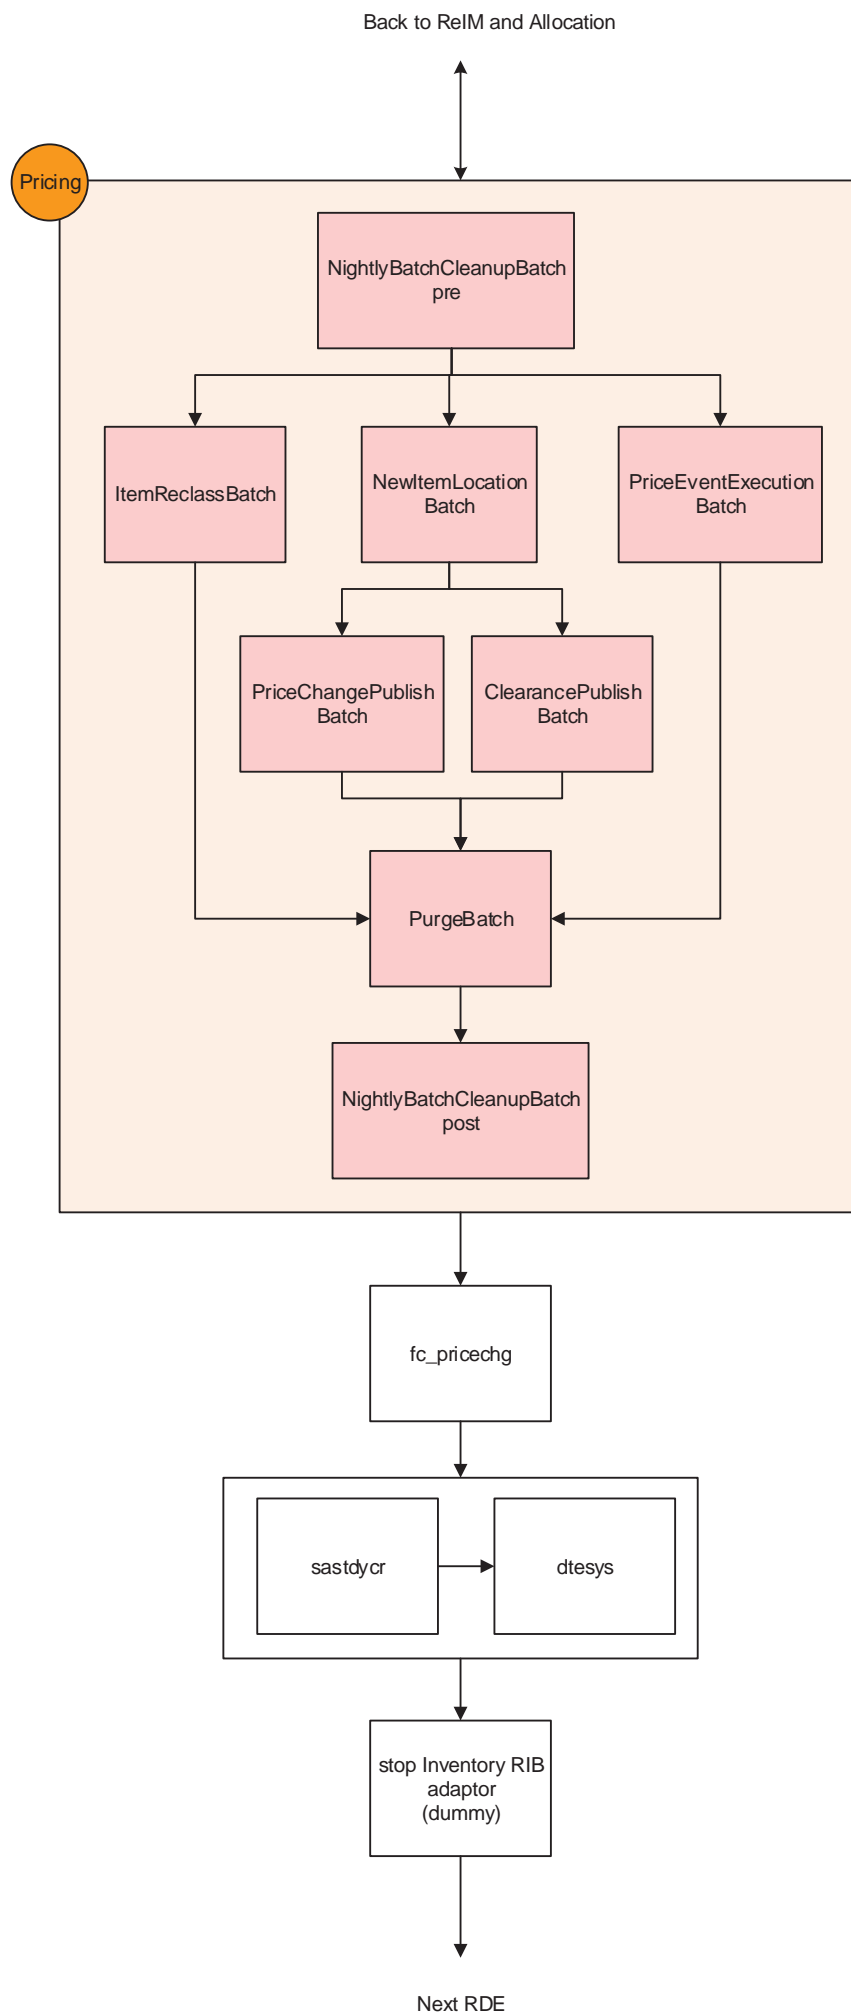 Back to ReIM and Allocation
Pricing
NightlyBatchCleanupBatch
pre
ItemReclassBatch
NewItemLocation
Batch
PriceEventExecution
Batch
PriceChangePublish
Batch
ClearancePublish
Batch
PurgeBatch
NightlyBatchCleanupBatch
post
fc_pricechg
sastdycr
dtesys
stop Inventory RIB
adaptor
(dummy)
Next RDE